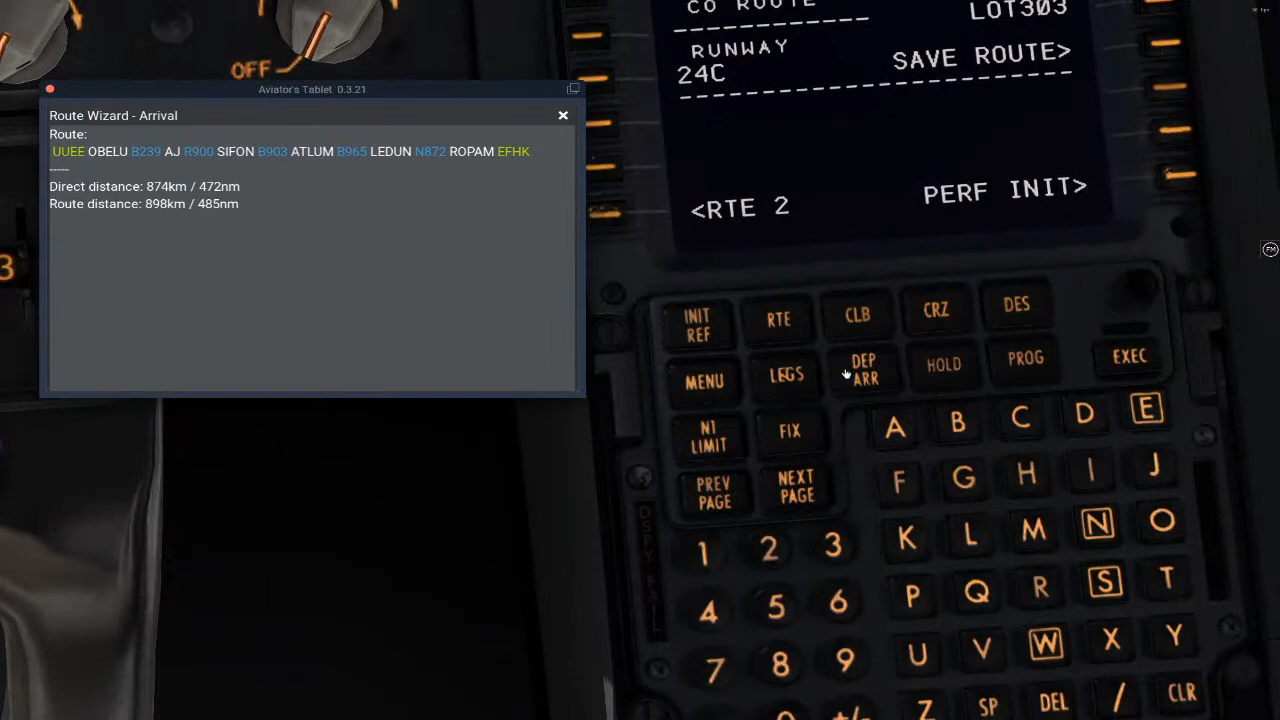 CO ROUTE
LOT303
RUNWAY
24C
SAVE ROUTE>
<RTE 2
PERF INIT>
OFF
3
Aviator's Tablet 0.3.21
Route Wizard - Arrival
Route:
UUEE OBELU B239 AJ R900 SIFON B903 ATLUM B965 LEDUN N872 ROPAM EFHK
-----
Direct distance: 874km / 472nm
Route distance: 898km / 485nm
INIT REF
RTE
CLB
CRZ
DES
MENU
LEGS
DEP ARR
HOLD
PROG
EXEC
N1 LIMIT
FIX
PREV PAGE
NEXT PAGE
A B C D E
F G H I J
K L M N O
P Q R S T
U V W X Y
Z SP DEL / CLR
1 2 3
4 5 6
7 8 9
0 +/-
FM